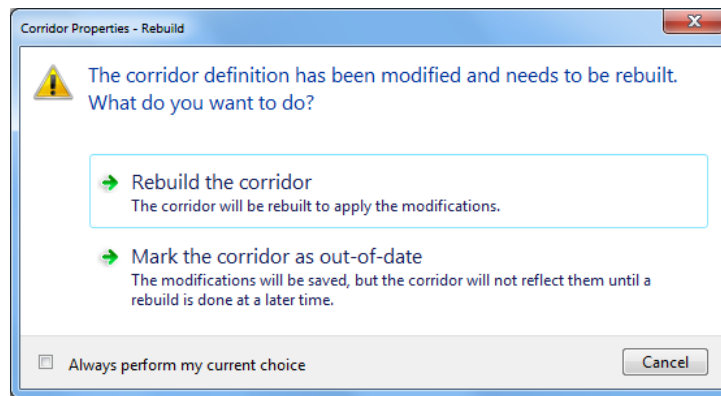 Corridor Properties - Rebuild
The corridor definition has been modified and needs to be rebuilt.
What do you want to do?
Rebuild the corridor
The corridor will be rebuilt to apply the modifications.
Mark the corridor as out-of-date
The modifications will be saved, but the corridor will not reflect them until a
rebuild is done at a later time.
Always perform my current choice
Cancel